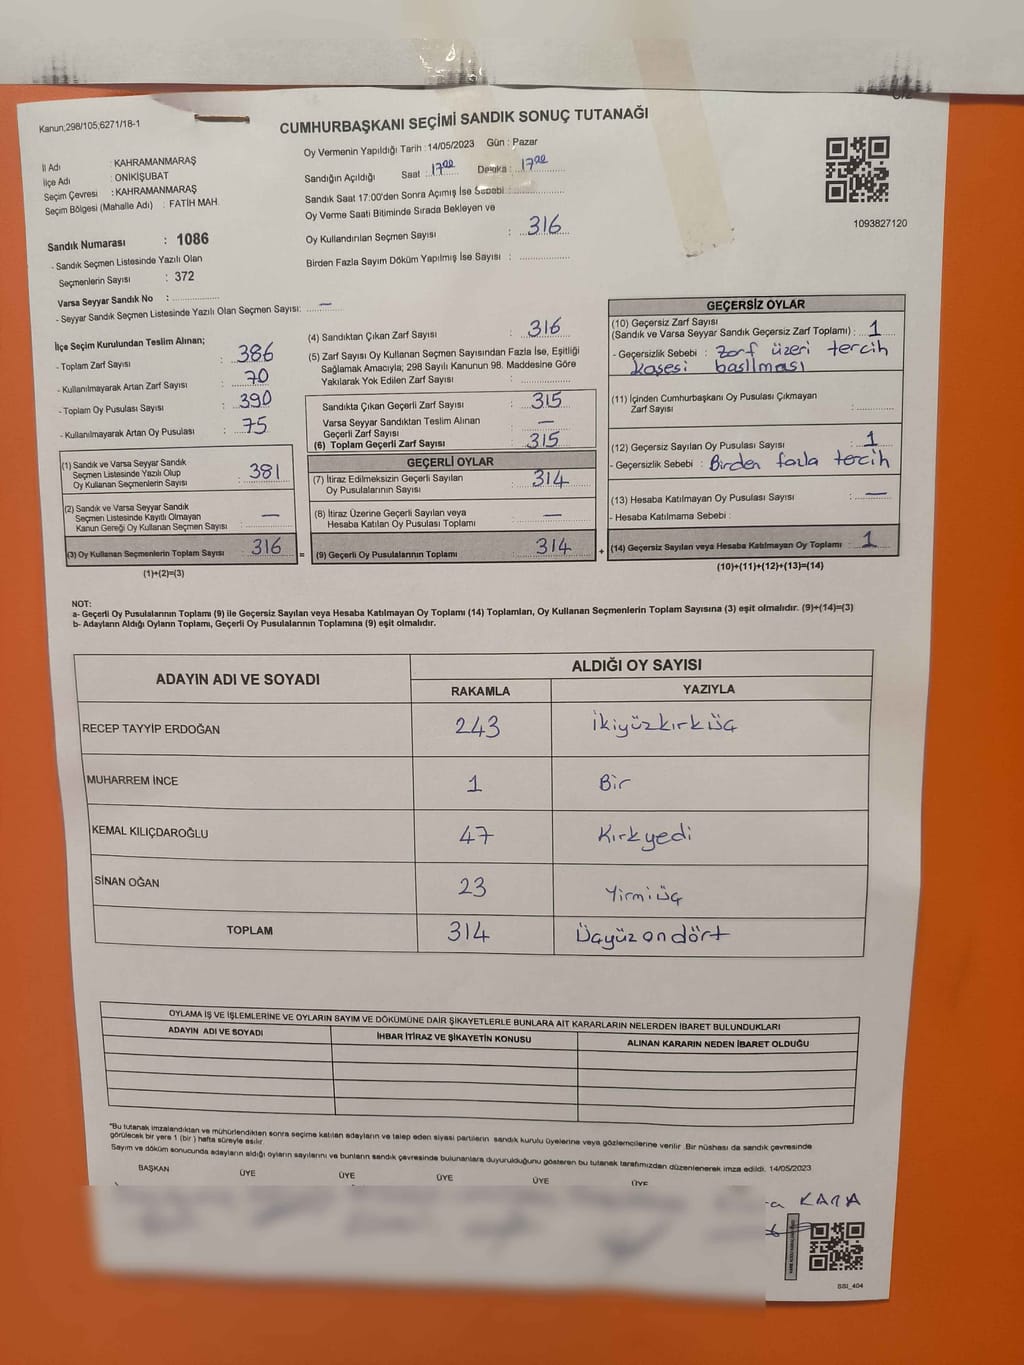 Kanun;298/105;6271/18-1
CUMHURBAŞKANI SEÇİMİ SANDIK SONUÇ TUTANAĞI
İl Adı : KAHRAMANMARAŞ
İlçe Adı : ONİKİŞUBAT
Seçim Çevresi : KAHRAMANMARAŞ
Seçim Bölgesi (Mahalle Adı) : FATİH MAH.
Oy Vermenin Yapıldığı Tarih : 14/05/2023 Gün : Pazar
Sandığın Açıldığı Saat : 17:00 Dakika : 17:00
Sandık Saat 17:00'den Sonra Açımış İse Sebebi :
Oy Verme Saati Bitiminde Sırada Bekleyen ve
Oy Kullandırılan Seçmen Sayısı : 316
Birden Fazla Sayım Döküm Yapılmış İse Sayısı :
1093827120
Sandık Numarası : 1086
- Sandık Seçmen Listesinde Yazılı Olan
Seçmenlerin Sayısı : 372
Varsa Seyyar Sandık No :
- Seyyar Sandık Seçmen Listesinde Yazılı Olan Seçmen Sayısı: —
İlçe Seçim Kurulundan Teslim Alınan;
- Toplam Zarf Sayısı : 386
- Kullanılmayarak Artan Zarf Sayısı : 70
- Toplam Oy Pusulası Sayısı : 390
- Kullanılmayarak Artan Oy Pusulası : 75
(1) Sandık ve Varsa Seyyar Sandık
Seçmen Listesinde Yazılı Olup
Oy Kullanan Seçmenlerin Sayısı : 381
(2) Sandık ve Varsa Seyyar Sandık
Seçmen Listesinde Kayıtlı Olmayan
Kanun Gereği Oy Kullanan Seçmen Sayısı : —
(3) Oy Kullanan Seçmenlerin Toplam Sayısı : 316
(1)+(2)=(3)
(4) Sandıktan Çıkan Zarf Sayısı : 316
(5) Zarf Sayısı Oy Kullanan Seçmen Sayısından Fazla İse, Eşitliği
Sağlamak Amacıyla; 298 Sayılı Kanunun 98. Maddesine Göre
Yakılarak Yok Edilen Zarf Sayısı :
Sandıkta Çıkan Geçerli Zarf Sayısı : 315
Varsa Seyyar Sandıktan Teslim Alınan
Geçerli Zarf Sayısı : —
(6) Toplam Geçerli Zarf Sayısı : 315
GEÇERLİ OYLAR
(7) İtiraz Edilmeksizin Geçerli Sayılan
Oy Pusulalarının Sayısı : 314
(8) İtiraz Üzerine Geçerli Sayılan veya
Hesaba Katılan Oy Pusulası Toplamı : —
= (9) Geçerli Oy Pusulalarının Toplamı : 314 +
GEÇERSİZ OYLAR
(10) Geçersiz Zarf Sayısı
(Sandık ve Varsa Seyyar Sandık Geçersiz Zarf Toplamı) : 1
- Geçersizlik Sebebi : Zarf üzeri tercih
kaşesi basılması
(11) İçinden Cumhurbaşkanı Oy Pusulası Çıkmayan
Zarf Sayısı :
(12) Geçersiz Sayılan Oy Pusulası Sayısı : 1
- Geçersizlik Sebebi : Birden fazla tercih
(13) Hesaba Katılmayan Oy Pusulası Sayısı : —
- Hesaba Katılmama Sebebi :
(14) Geçersiz Sayılan veya Hesaba Katılmayan Oy Toplamı : 1
(10)+(11)+(12)+(13)=(14)
NOT:
a- Geçerli Oy Pusulalarının Toplamı (9) ile Geçersiz Sayılan veya Hesaba Katılmayan Oy Toplamı (14) Toplamları, Oy Kullanan Seçmenlerin Toplam Sayısına (3) eşit olmalıdır. (9)+(14)=(3)
b- Adayların Aldığı Oyların Toplamı, Geçerli Oy Pusulalarının Toplamına (9) eşit olmalıdır.
ADAYIN ADI VE SOYADI ALDIĞI OY SAYISI
RAKAMLA YAZIYLA
RECEP TAYYİP ERDOĞAN 243 İkiyüzkırküç
MUHARREM İNCE 1 Bir
KEMAL KILIÇDAROĞLU 47 Kırkyedi
SİNAN OĞAN 23 Yirmiüç
TOPLAM 314 Üçyüzondört
OYLAMA İŞ VE İŞLEMLERİNE VE OYLARIN SAYIM VE DÖKÜMÜNE DAİR ŞİKAYETLERLE BUNLARA AİT KARARLARIN NELERDEN İBARET BULUNDUKLARI
ADAYIN ADI VE SOYADI İHBAR İTİRAZ VE ŞİKAYETİN KONUSU ALINAN KARARIN NEDEN İBARET OLDUĞU
"Bu tutanak imzalandıktan ve mühürlendikten sonra seçime katılan adayların ve talep eden siyasi partilerin sandık kurulu üyelerine veya gözlemcilerine verilir. Bir nüshası da sandık çevresinde
görülecek bir yere 1 (bir) hafta süreyle asılır.
Sayım ve döküm sonucunda adayların aldığı oyların sayılarını ve bunların sandık çevresinde bulunanlara duyurulduğunu gösteren bu tutanak tarafımızdan düzenlenerek imza edildi. 14/05/2023
BAŞKAN ÜYE ÜYE ÜYE ÜYE ÜYE
KARA
SSI_404